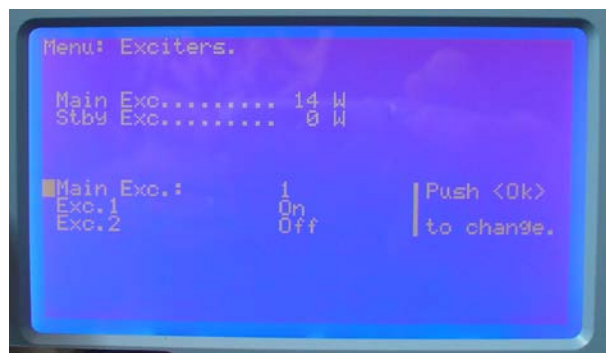 Menu: Exciters.
Main Exc.......... 14 W
Stby Exc.......... 0 W
Main Exc.: 1
Exc.1 On
Exc.2 Off
Push <Ok>
to change.